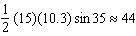 1/2 (15)(10.3) sin 35 ≈ 44